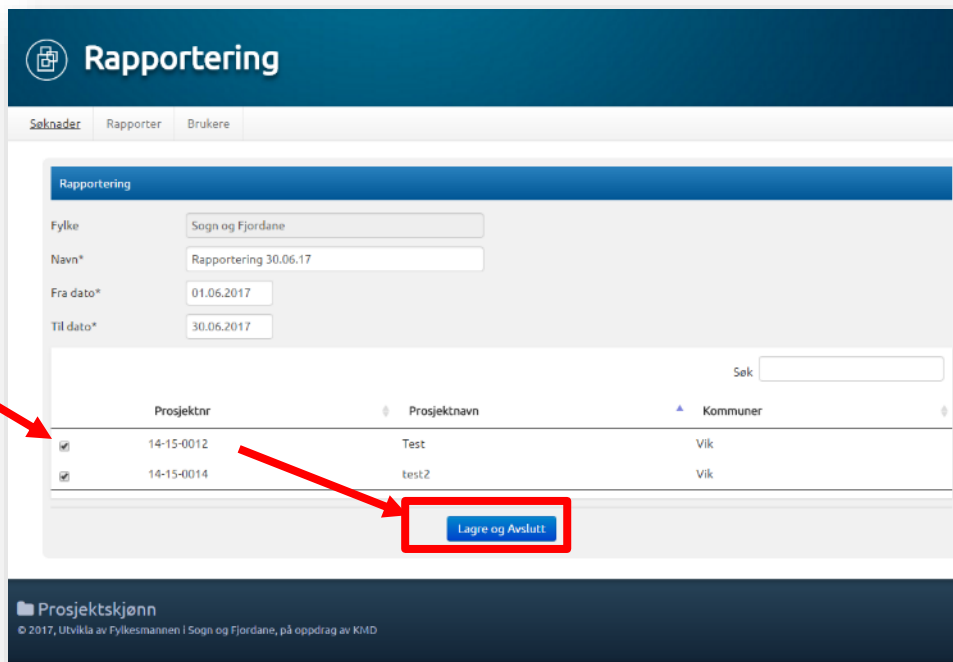 Rapportering
Søknader Rapporter Brukere
Rapportering
Fylke Sogn og Fjordane
Navn* Rapportering 30.06.17
Fra dato* 01.06.2017
Til dato* 30.06.2017
Søk
Prosjektnr Prosjektnavn Kommuner
14-15-0012 Test Vik
14-15-0014 test2 Vik
Lagre og Avslutt
Prosjektskjønn
© 2017, Utvikla av Fylkesmannen i Sogn og Fjordane, på oppdrag av KMD